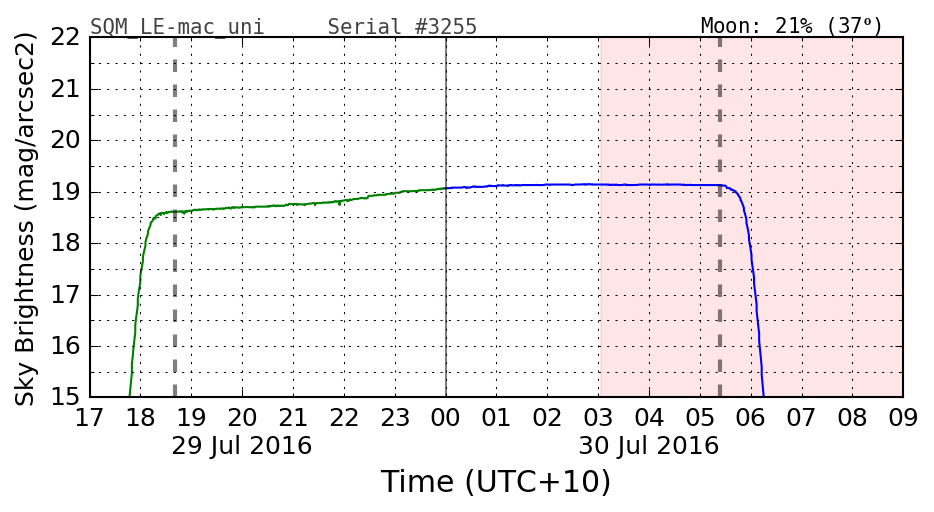 SQM_LE-mac_uni Serial #3255 Moon: 21% (37°)
Sky Brightness (mag/arcsec2)
22
21
20
19
18
17
16
15
17 18 19 20 21 22 23 00 01 02 03 04 05 06 07 08 09
29 Jul 2016 30 Jul 2016
Time (UTC+10)